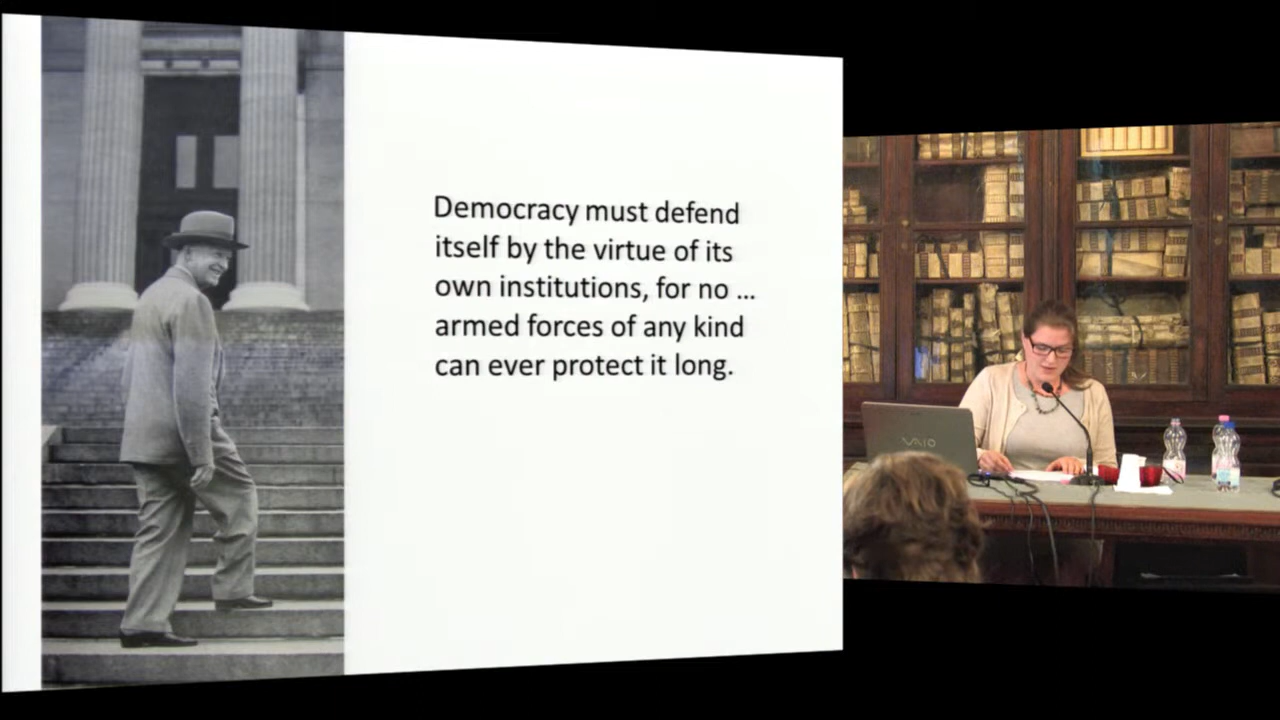 Democracy must defend
itself by the virtue of its
own institutions, for no ...
armed forces of any kind
can ever protect it long.
VAIO